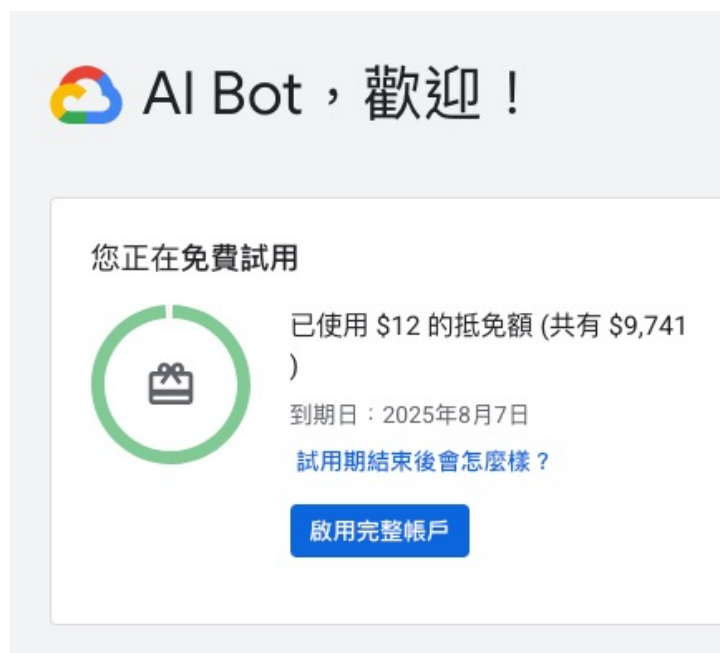 AI Bot，歡迎！
您正在免費試用
已使用 $12 的抵免額 (共有 $9,741
)
到期日：2025年8月7日
試用期結束後會怎麼樣？
啟用完整帳戶